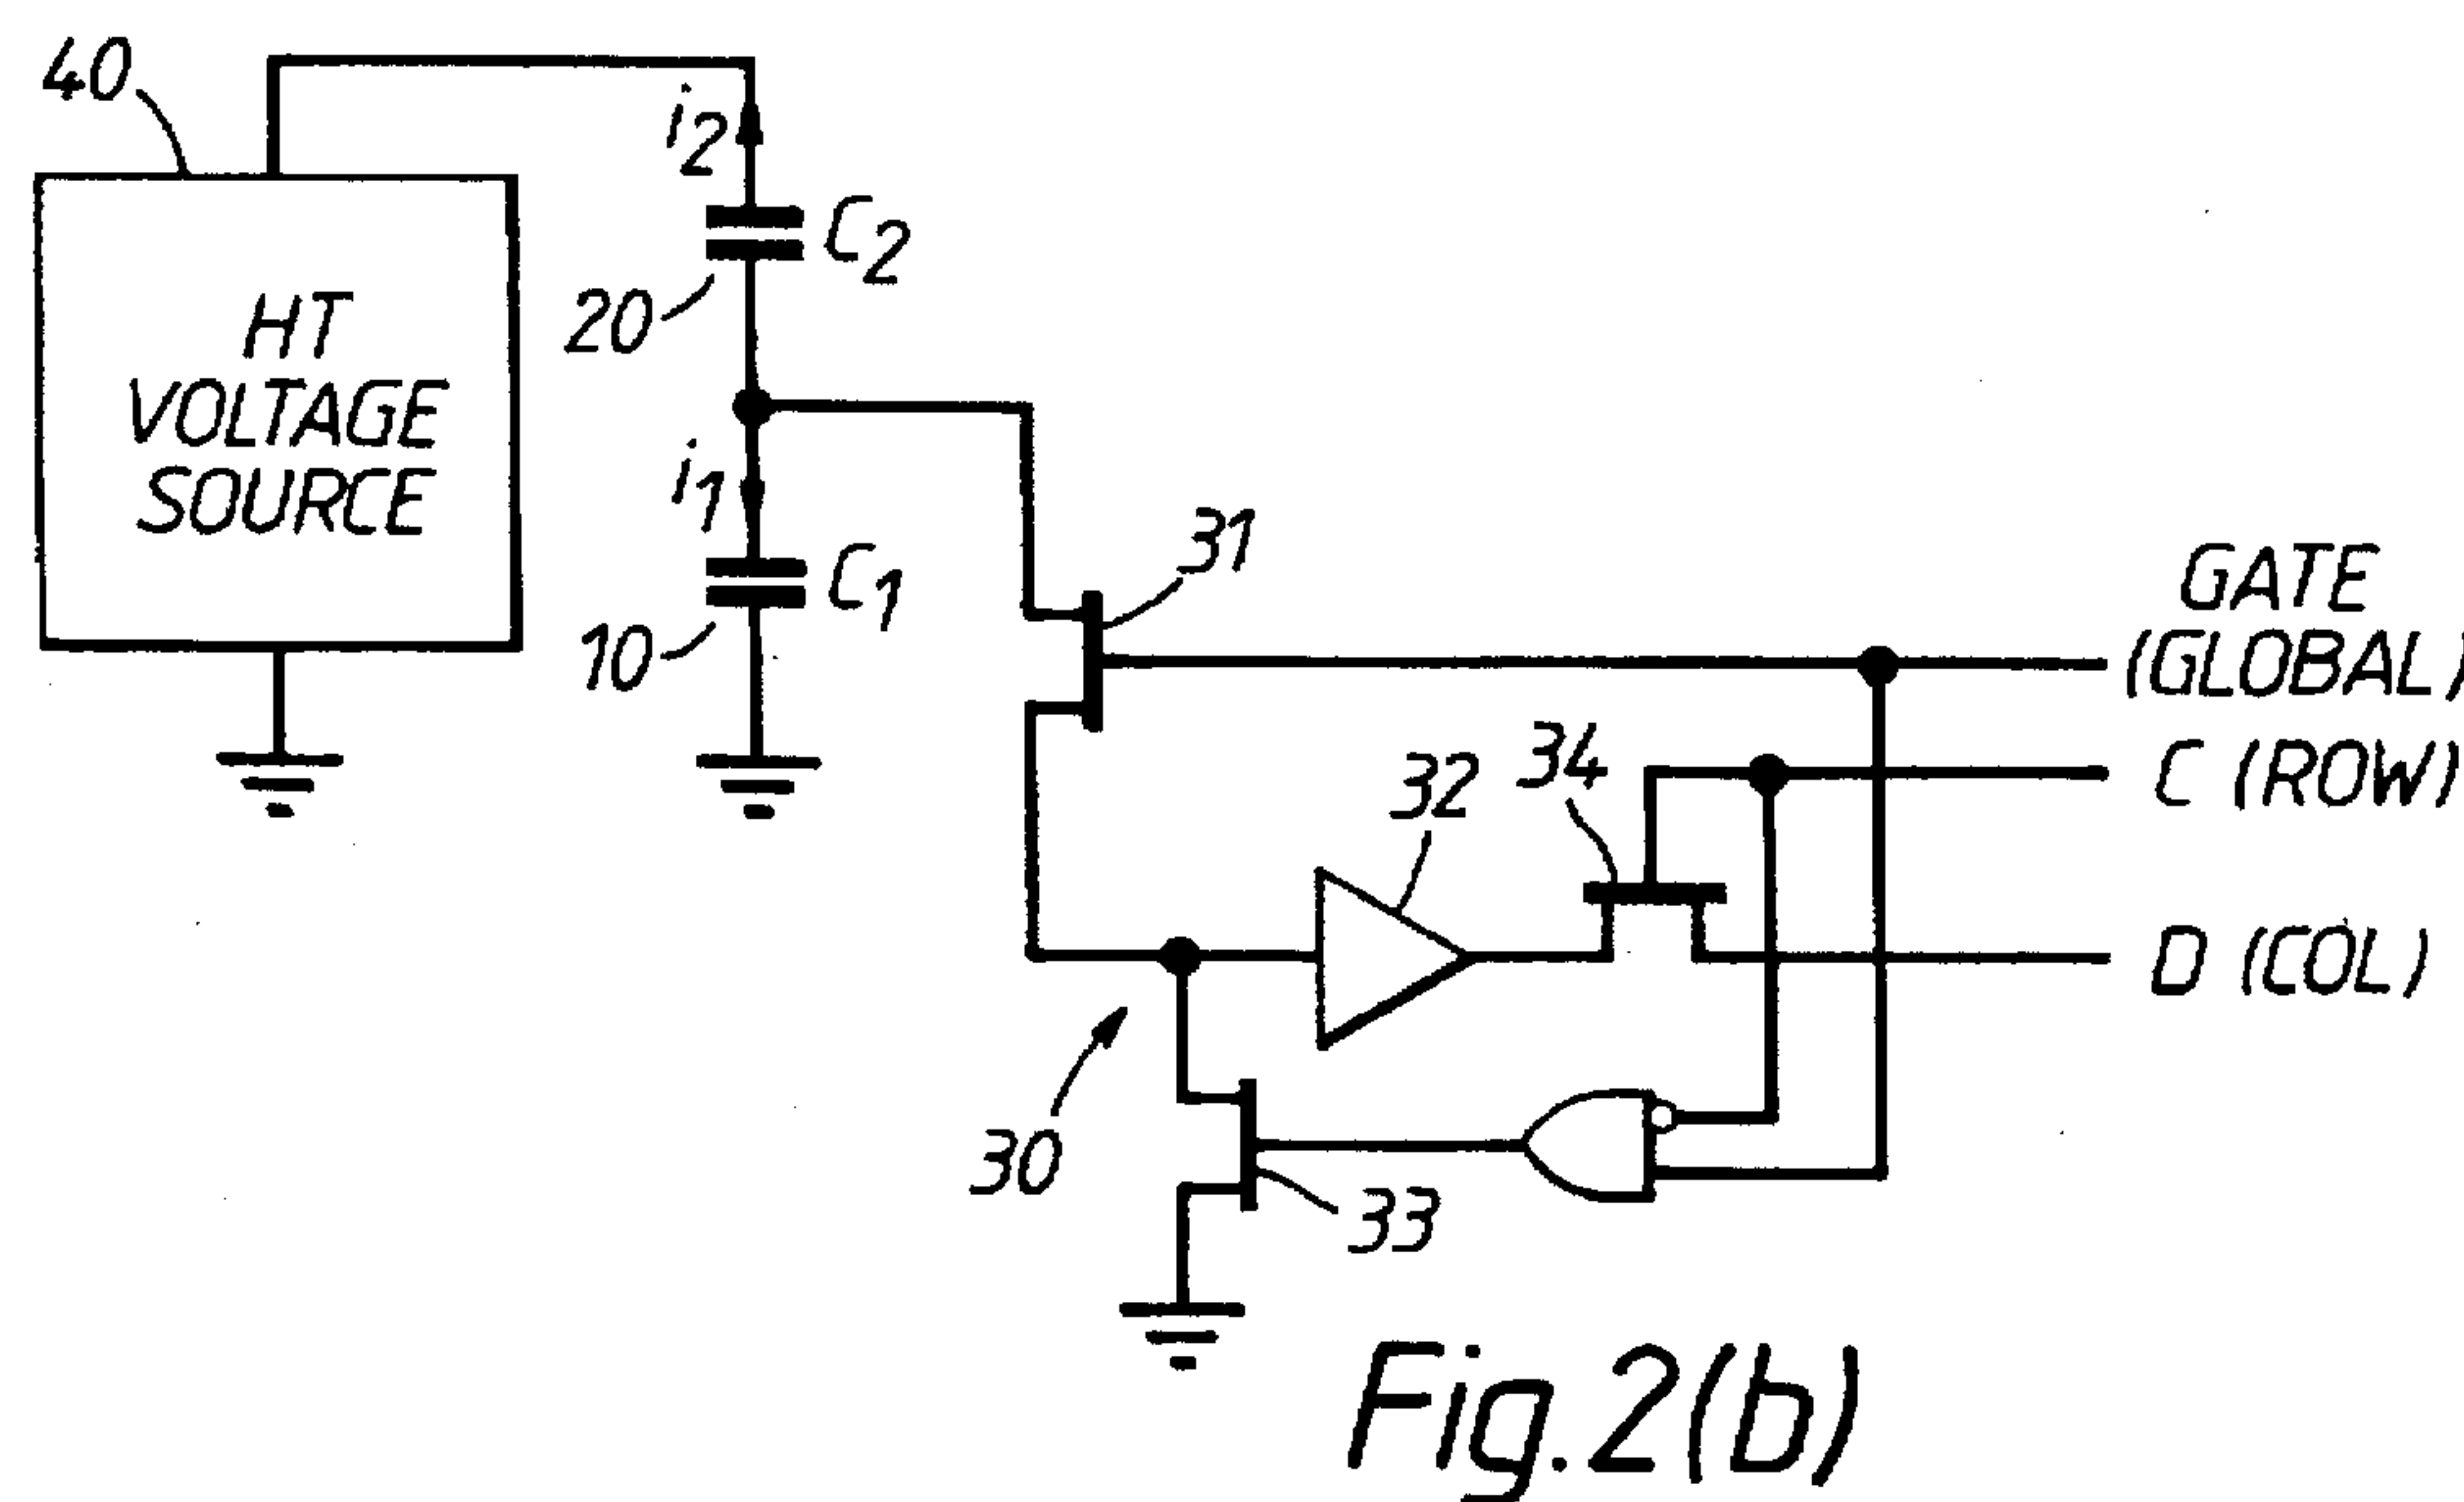 40
i2
C2
HT
VOLTAGE
SOURCE
20
i1
C1
10
31
GATE
(GLOBAL)
C (ROW)
32
34
D (COL)
30
33
Fig.2(b)